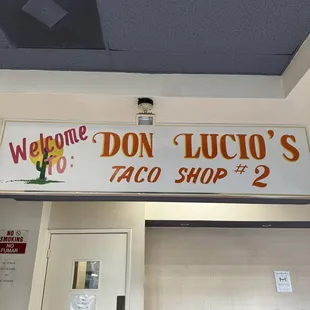 Welcome
TO:
DON LUCIO'S
TACO SHOP #2
NO
SMOKING
NO
FUMAR